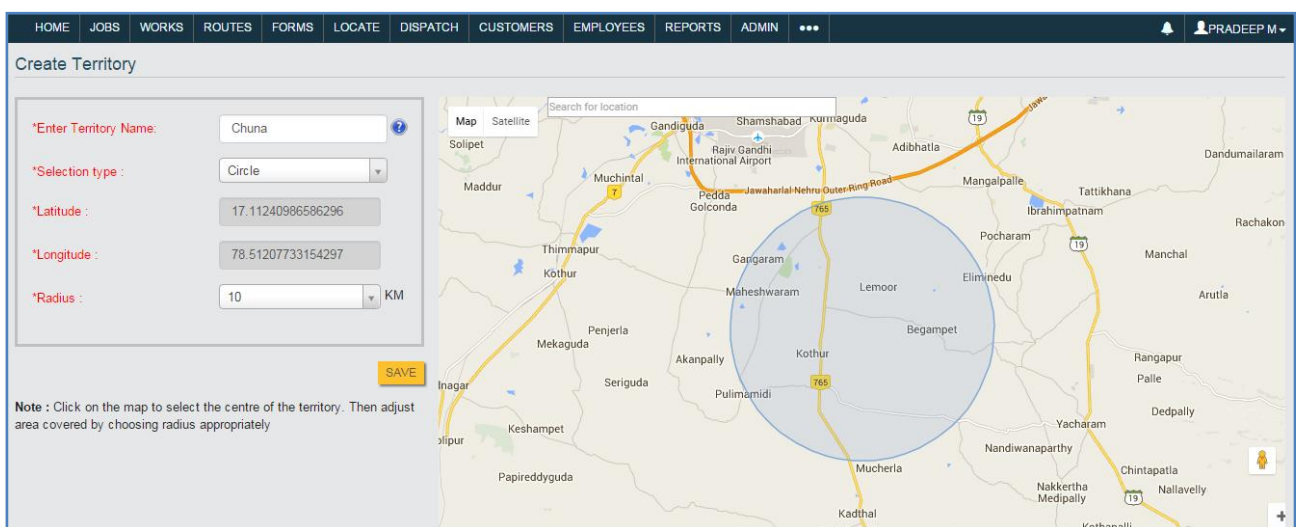 HOME JOBS WORKS ROUTES FORMS LOCATE DISPATCH CUSTOMERS EMPLOYEES REPORTS ADMIN ••• PRADEEP M
Create Territory
*Enter Territory Name: Chuna ?
*Selection type : Circle
*Latitude : 17.11240986586296
*Longitude : 78.51207733154297
*Radius : 10 KM
SAVE
Note : Click on the map to select the centre of the territory. Then adjust
area covered by choosing radius appropriately
Search for location
Map Satellite
Solipet
Gandiguda
Shamshabad
Kurmaguda
19
Rajiv Gandhi
International Airport
Adibhatla
Dandumailaram
Maddur
Muchintal
7
Pedda
Golconda
Jawaharlal Nehru Outer Ring Road
765
Mangalpalle
Tattikhana
Ibrahimpatnam
Rachakon
Pocharam
19
Manchal
Thimmapur
Kothur
Gangaram
Maheshwaram
Lemoor
Eliminedu
Arutla
Penjerla
Mekaguda
Begampet
Akanpally
Kothur
Rangapur
Seriguda
765
Palle
Inagar
Pulimamidi
Dedpally
Keshampet
Yacharam
olipur
Nandiwanaparthy
Mucherla
Chintapatla
Papireddyguda
Nakkertha
Medipally
19
Nallavelly
Kadthal
Kothapalli
+